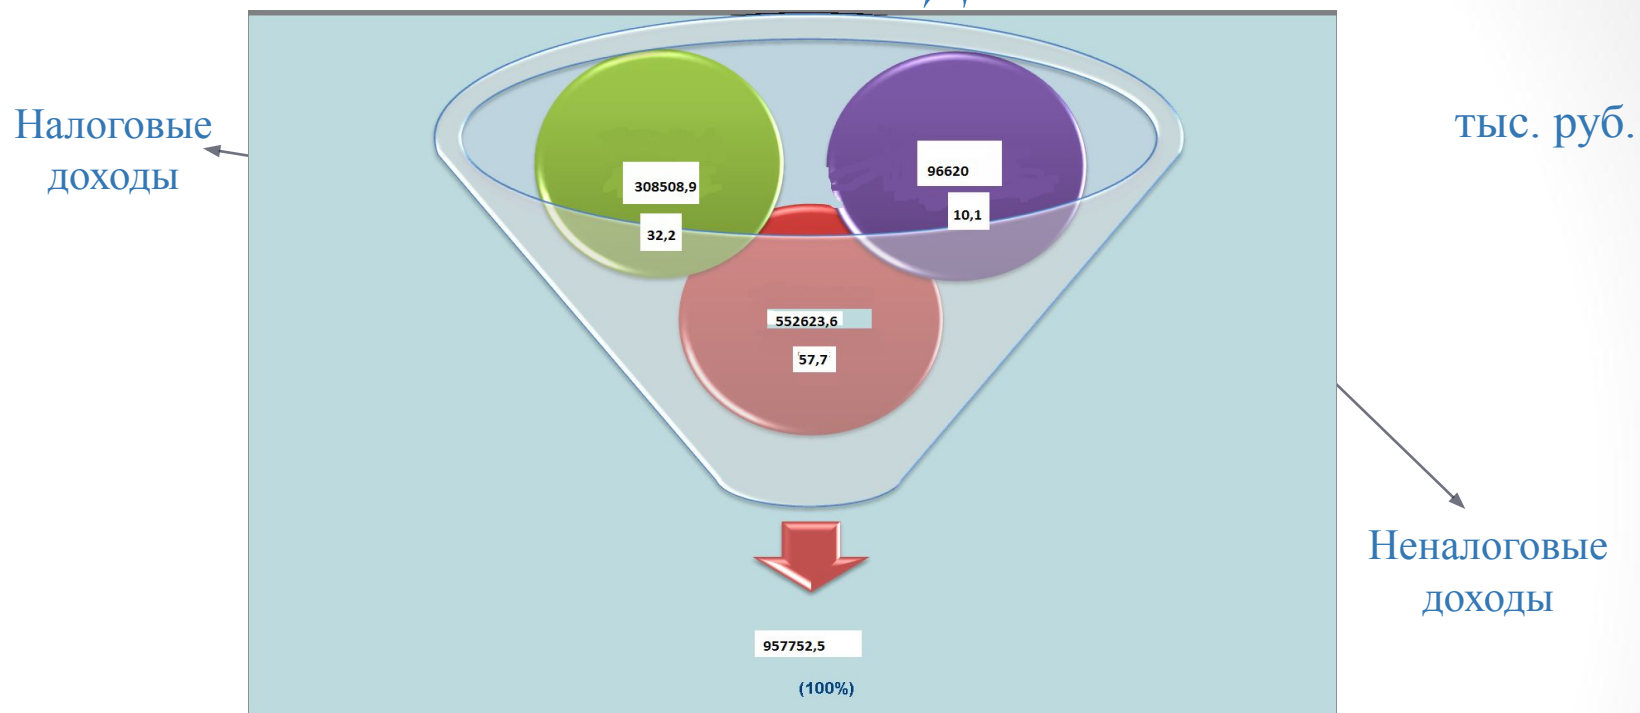 Налоговые
доходы
тыс. руб.
308508,9
32,2
96620
10,1
552623,6
57,7
Неналоговые
доходы
957752,5
(100%)